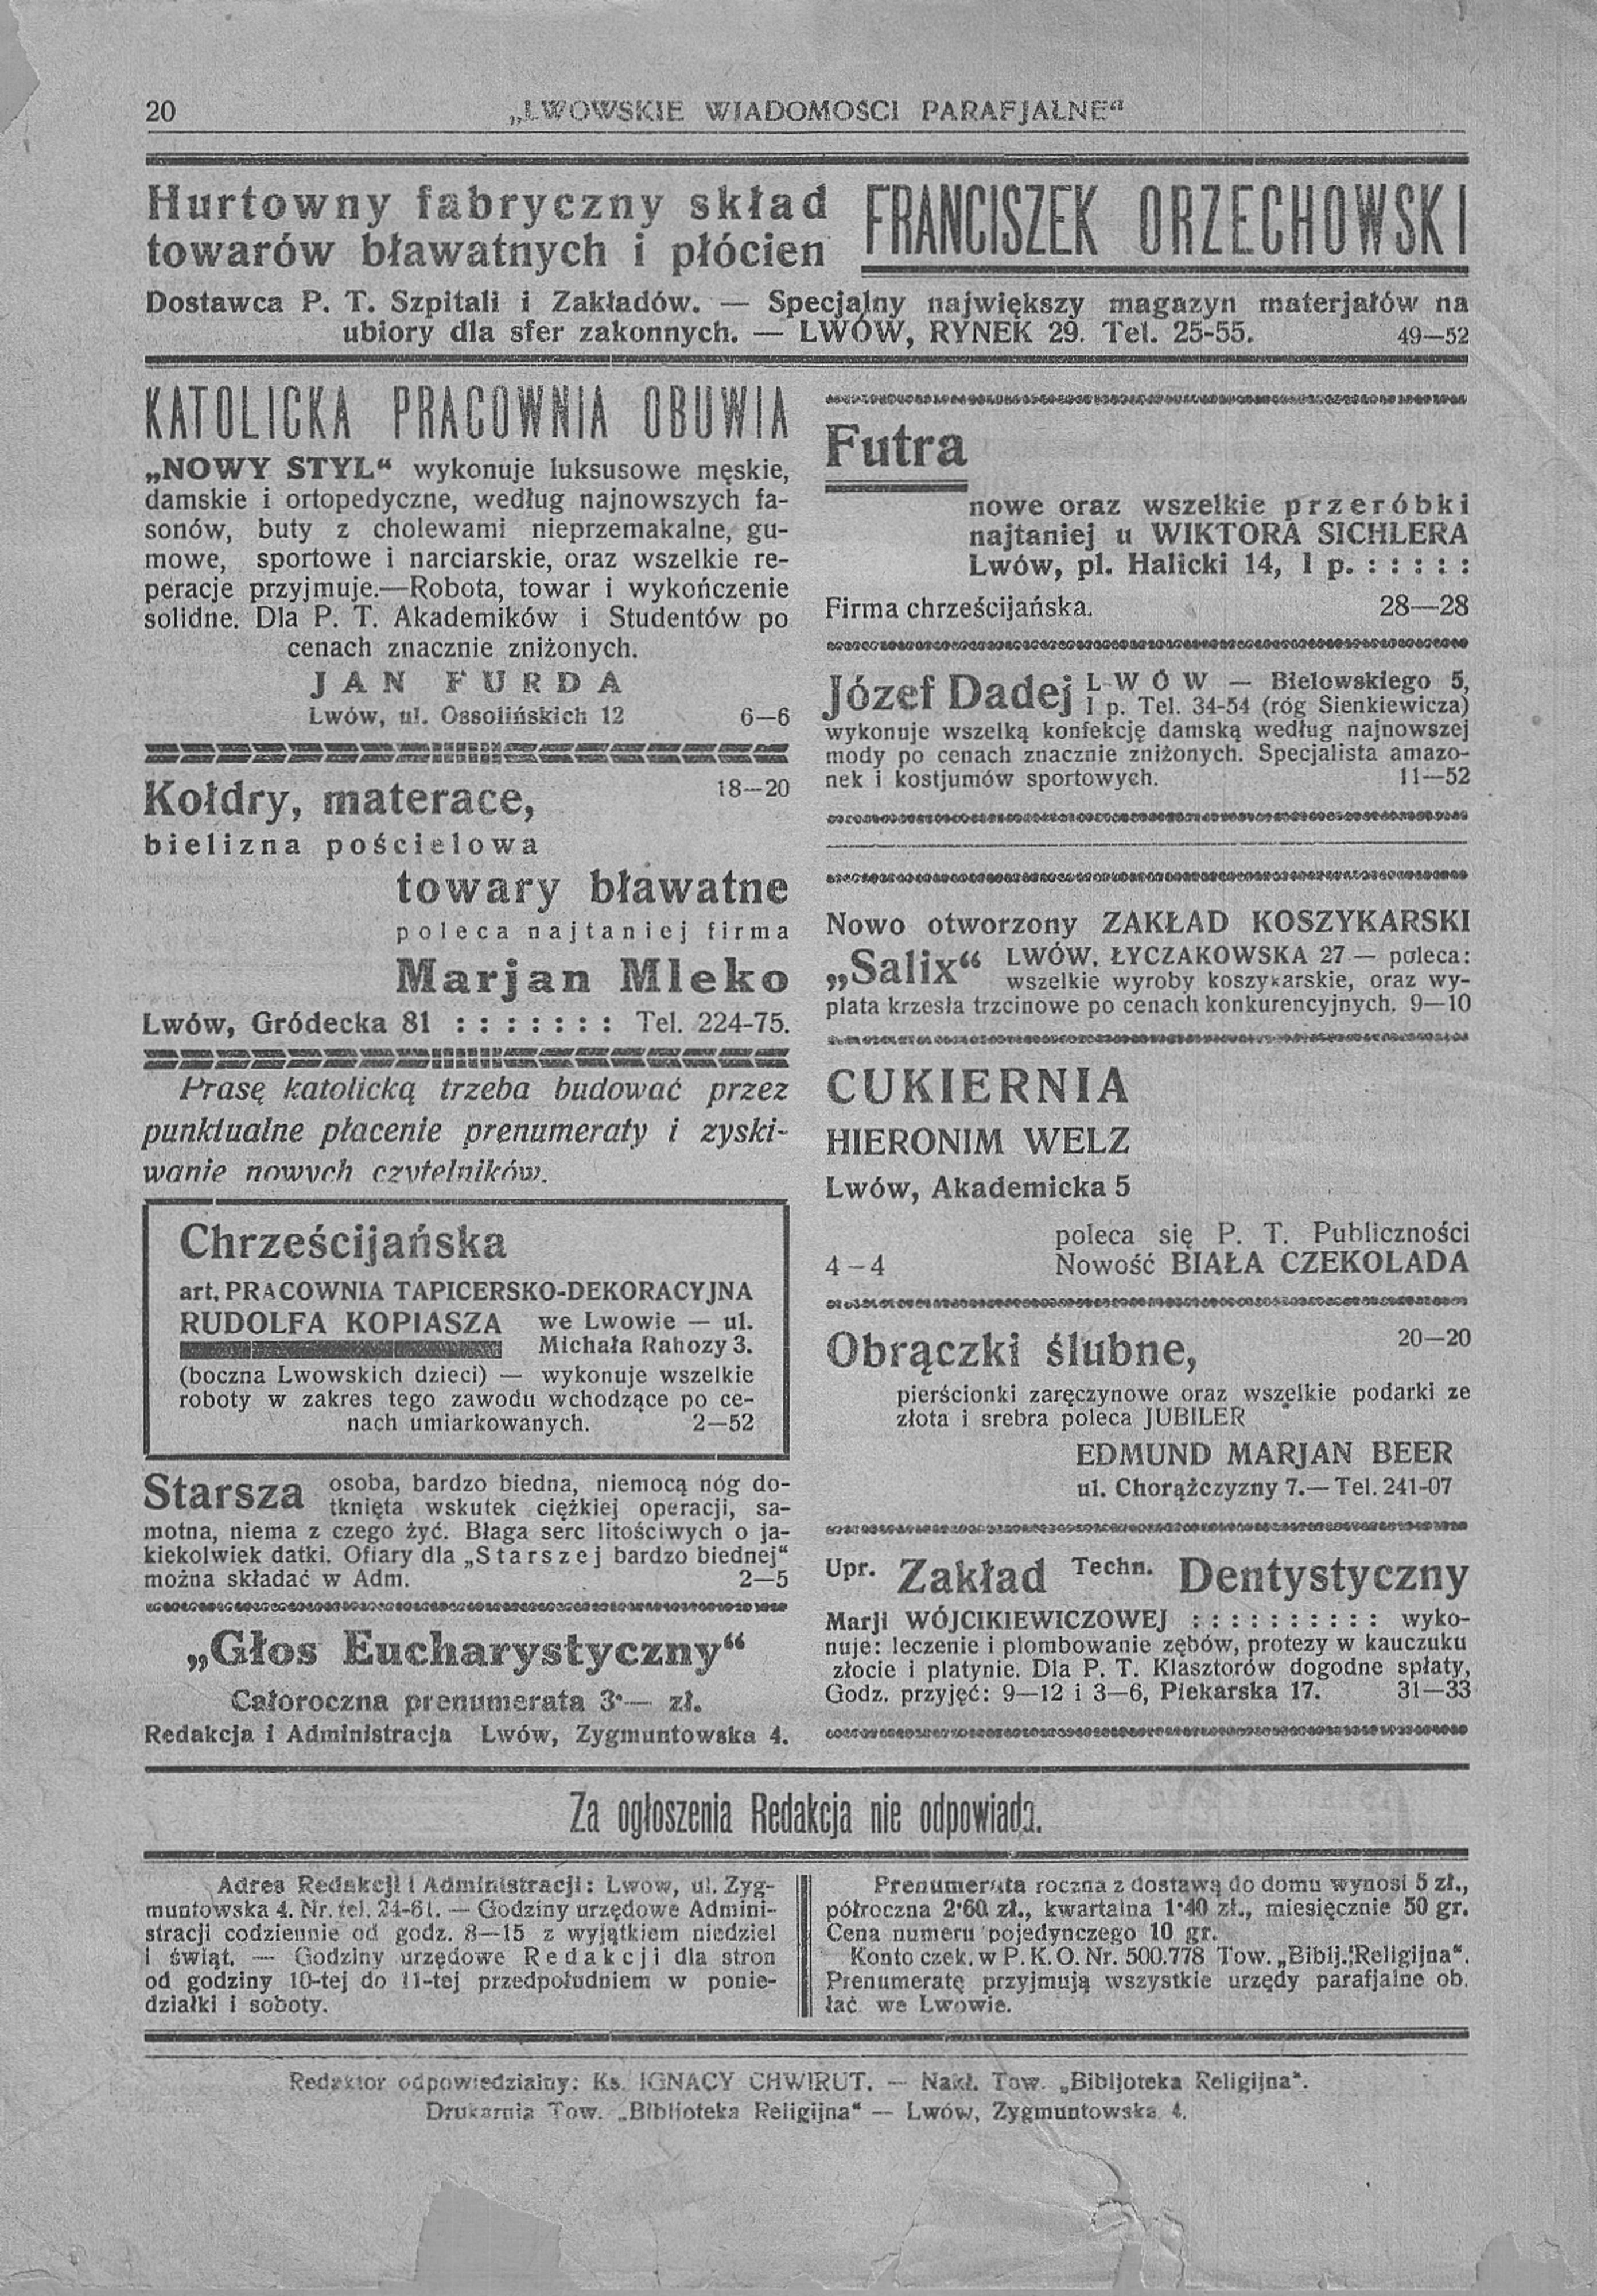 20
„LWOWSKIE WIADOMOŚCI PARAFJALNE“
Hurtowny fabryczny skład
towarów bławatnych i płócien
FRANCISZEK ORZECHOWSKI
Dostawca P. T. Szpitali i Zakładów. — Specjalny największy magazyn materjałów na
ubiory dla sfer zakonnych. — LWÓW, RYNEK 29. Tel. 25-55. 49—52
KATOLICKA PRACOWNIA OBUWIA
„NOWY STYL“ wykonuje luksusowe męskie,
damskie i ortopedyczne, według najnowszych fa-
sonów, buty z cholewami nieprzemakalne, gu-
mowe, sportowe i narciarskie, oraz wszelkie re-
peracje przyjmuje.—Robota, towar i wykończenie
solidne. Dla P. T. Akademików i Studentów po
cenach znacznie zniżonych.
JAN FURDA
Lwów, ul. Ossolińskich 12 6—6
Kołdry, materace, 18—20
bielizna pościelowa
towary bławatne
poleca najtaniej firma
Marjan Mleko
Lwów, Gródecka 81 : : : : : : : Tel. 224-75.
Prasę katolicką trzeba budować przez
punktualne płacenie prenumeraty i zyski-
wanie nowych czytelników.
Chrześcijańska
art. PRACOWNIA TAPICERSKO-DEKORACYJNA
RUDOLFA KOPIASZA we Lwowie — ul.
Michała Rahozy 3.
(boczna Lwowskich dzieci) — wykonuje wszelkie
roboty w zakres tego zawodu wchodzące po ce-
nach umiarkowanych. 2—52
Starsza osoba, bardzo biedna, niemocą nóg do-
tknięta wskutek ciężkiej operacji, sa-
motna, niema z czego żyć. Błaga serc litościwych o ja-
kiekolwiek datki. Ofiary dla „Starszej bardzo biednej“
można składać w Adm. 2—5
„Głos Eucharystyczny“
Całoroczna prenumerata 3·— zł.
Redakcja i Administracja Lwów, Zygmuntowska 4.
Futra
nowe oraz wszelkie przeróbki
najtaniej u WIKTORA SICHLERA
Lwów, pl. Halicki 14, I p. : : : : :
Firma chrześcijańska. 28—28
Józef Dadej LWÓW — Bielowskiego 5,
I p. Tel. 34-54 (róg Sienkiewicza)
wykonuje wszelką konfekcję damską według najnowszej
mody po cenach znacznie zniżonych. Specjalista amazo-
nek i kostjumów sportowych. 11—52
Nowo otworzony ZAKŁAD KOSZYKARSKI
„Salix“ LWÓW, ŁYCZAKOWSKA 27 — poleca:
wszelkie wyroby koszykarskie, oraz wy-
plata krzesła trzcinowe po cenach konkurencyjnych. 9—10
CUKIERNIA
HIERONIM WELZ
Lwów, Akademicka 5
poleca się P. T. Publiczności
4—4 Nowość BIAŁA CZEKOLADA
Obrączki ślubne, 20—20
pierścionki zaręczynowe oraz wszelkie podarki ze
złota i srebra poleca JUBILER
EDMUND MARJAN BEER
ul. Chorążczyzny 7.— Tel. 241-07
Upr. Zakład Techn. Dentystyczny
Marji WÓJCIKIEWICZOWEJ : : : : : : : : : : wyko-
nuje: leczenie i plombowanie zębów, protezy w kauczuku
złocie i platynie. Dla P. T. Klasztorów dogodne spłaty,
Godz. przyjęć: 9—12 i 3—6, Piekarska 17. 31—33
Za ogłoszenia Redakcja nie odpowiada.
Adres Redakcji i Administracji: Lwów, ul. Zyg-
muntowska 4. Nr. tel. 24-61. — Godziny urzędowe Admini-
stracji codziennie od godz. 8—15 z wyjątkiem niedziel
i świąt. — Godziny urzędowe Redakcji dla stron
od godziny 10-tej do 11-tej przedpołudniem w ponie-
działki i soboty.
Prenumerata roczna z dostawą do domu wynosi 5 zł.,
półroczna 2·60 zł., kwartalna 1·40 zł., miesięcznie 50 gr.
Cena numeru pojedynczego 10 gr.
Konto czek. w P. K. O. Nr. 500.778 Tow. „Biblj. Religijna“.
Prenumeratę przyjmują wszystkie urzędy parafjalne ob.
łać. we Lwowie.
Redaktor odpowiedzialny: Ks. IGNACY CHWIRUT. — Nakł. Tow. „Bibljoteka Religijna“.
Drukarnia Tow. „Biblioteka Religijna“ — Lwów, Zygmuntowska 4.